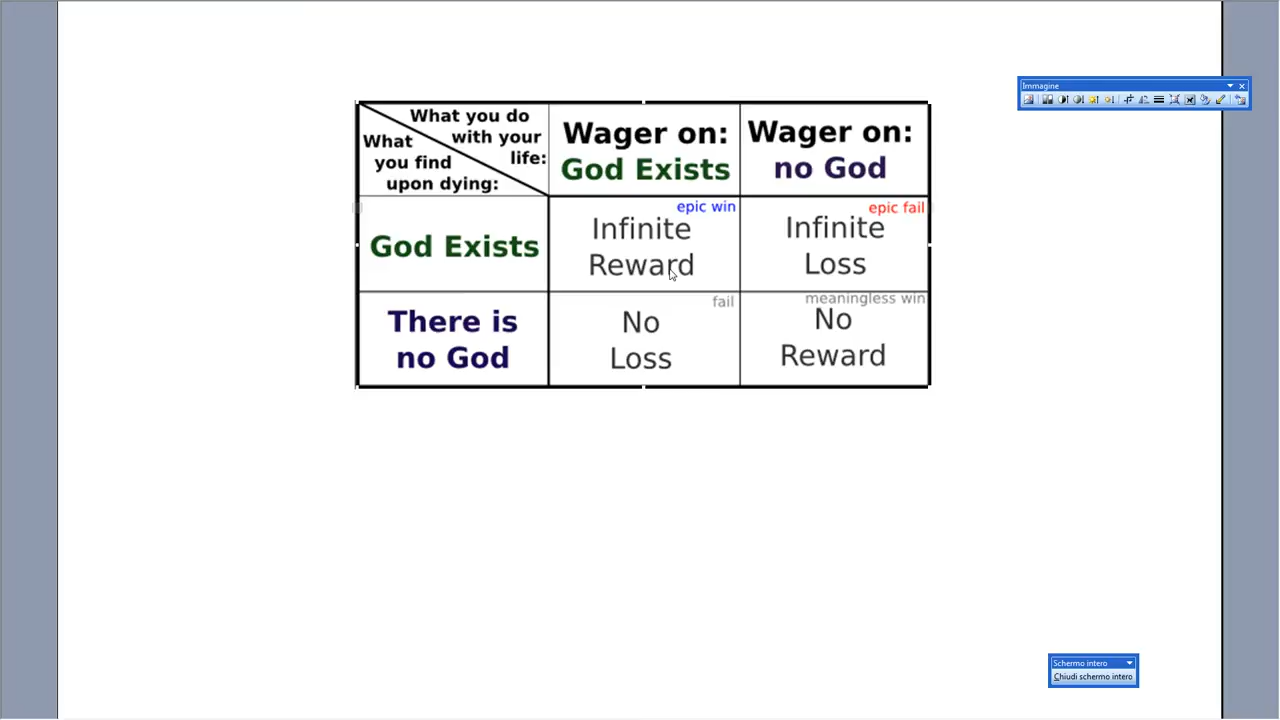 Immagine
What you do
with your
life:
What
you find
upon dying:
Wager on:
God Exists
Wager on:
no God
God Exists
epic win
Infinite
Reward
epic fail
Infinite
Loss
There is
no God
fail
No
Loss
meaningless win
No
Reward
Schermo intero
Chiudi schermo intero